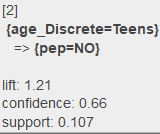 [2]
{age_Discrete=Teens}
=> {pep=NO}
lift: 1.21
confidence: 0.66
support: 0.107